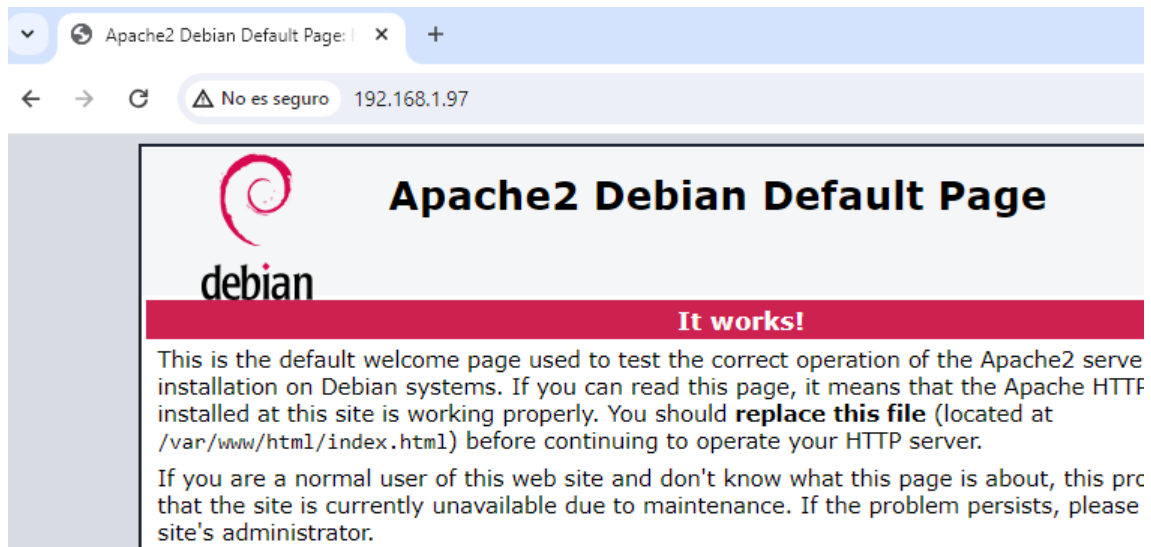 Apache2 Debian Default Page:
No es seguro 192.168.1.97
debian
Apache2 Debian Default Page
It works!
This is the default welcome page used to test the correct operation of the Apache2 serve
installation on Debian systems. If you can read this page, it means that the Apache HTTP
installed at this site is working properly. You should replace this file (located at
/var/www/html/index.html) before continuing to operate your HTTP server.
If you are a normal user of this web site and don't know what this page is about, this pro
that the site is currently unavailable due to maintenance. If the problem persists, please
site's administrator.